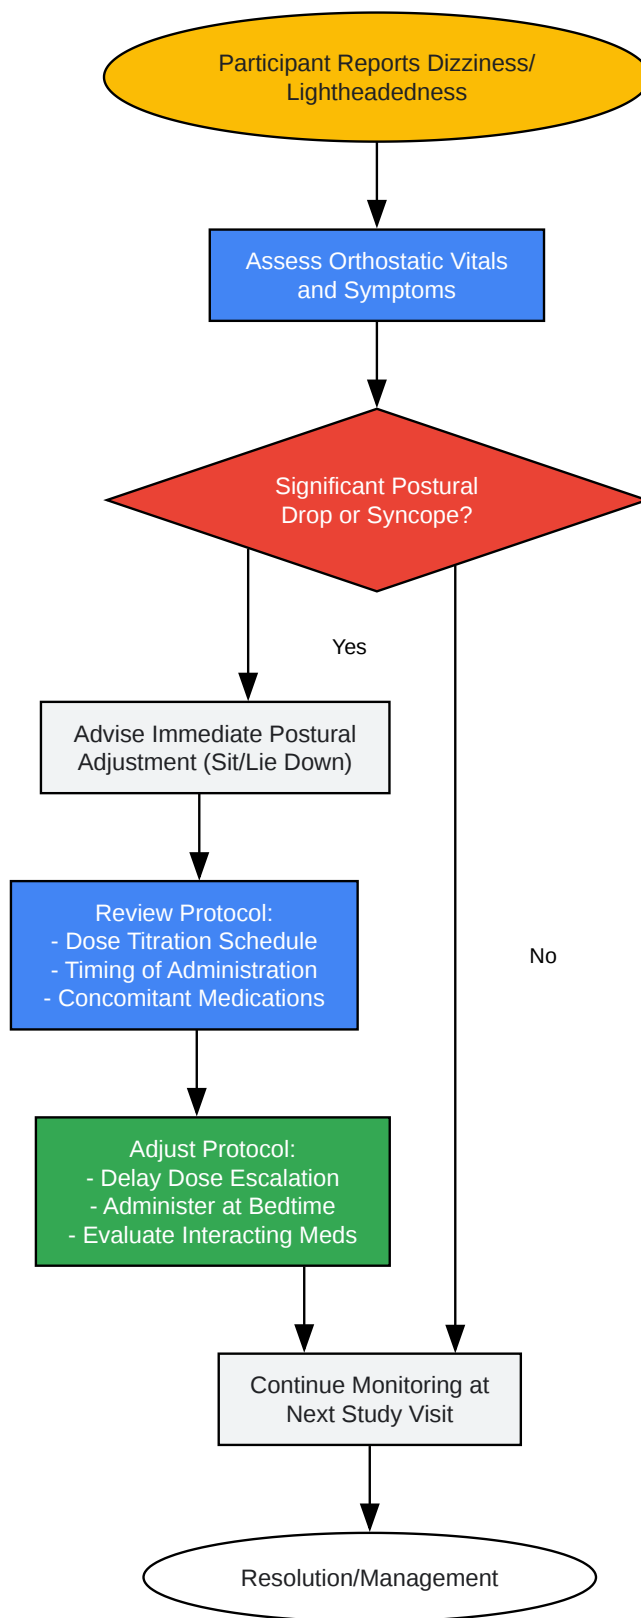 Participant Reports Dizziness/
Lightheadedness
Assess Orthostatic Vitals
and Symptoms
Significant Postural
Drop or Syncope?
Yes
Advise Immediate Postural
Adjustment (Sit/Lie Down)
Review Protocol:
- Dose Titration Schedule
- Timing of Administration
- Concomitant Medications
No
Adjust Protocol:
- Delay Dose Escalation
- Administer at Bedtime
- Evaluate Interacting Meds
Continue Monitoring at
Next Study Visit
Resolution/Management